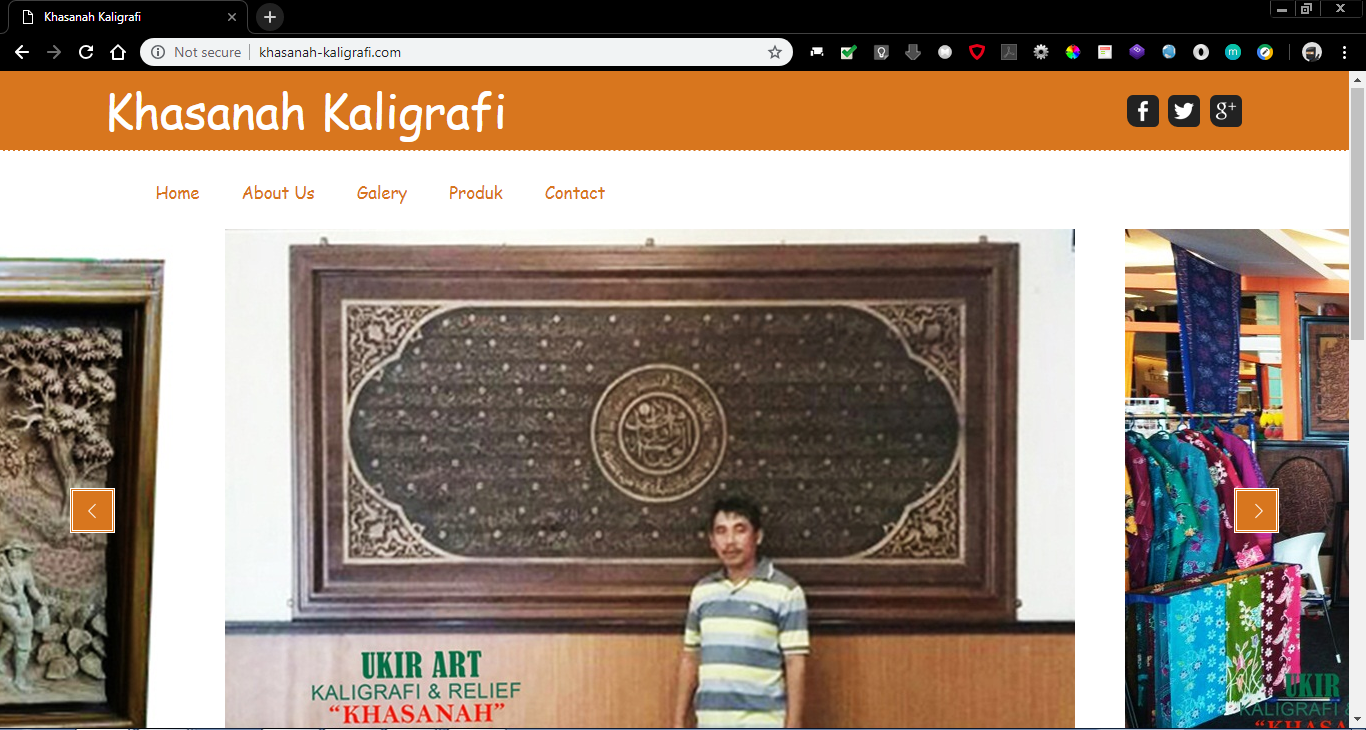 Khasanah Kaligrafi
Not secure
khasanah-kaligrafi.com
Khasanah Kaligrafi
Home
About Us
Galery
Produk
Contact
UKIR ART
KALIGRAFI & RELIEF
“KHASANAH”
UKIR
KALIGRAFI &
“KHASA